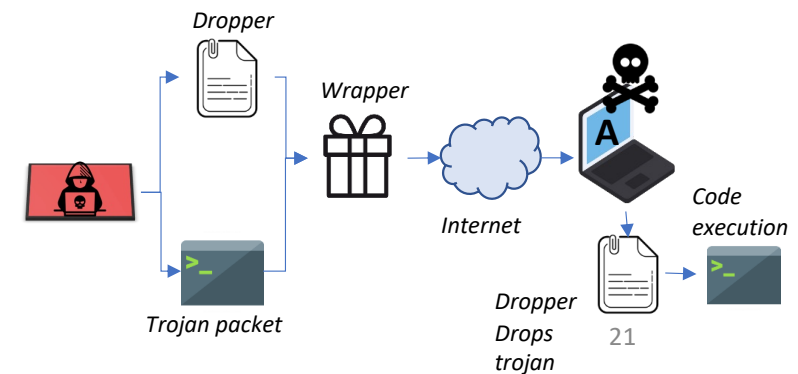 Dropper
Wrapper
A
>_
Trojan packet
Internet
Code
execution
>_
Dropper
Drops
trojan
21